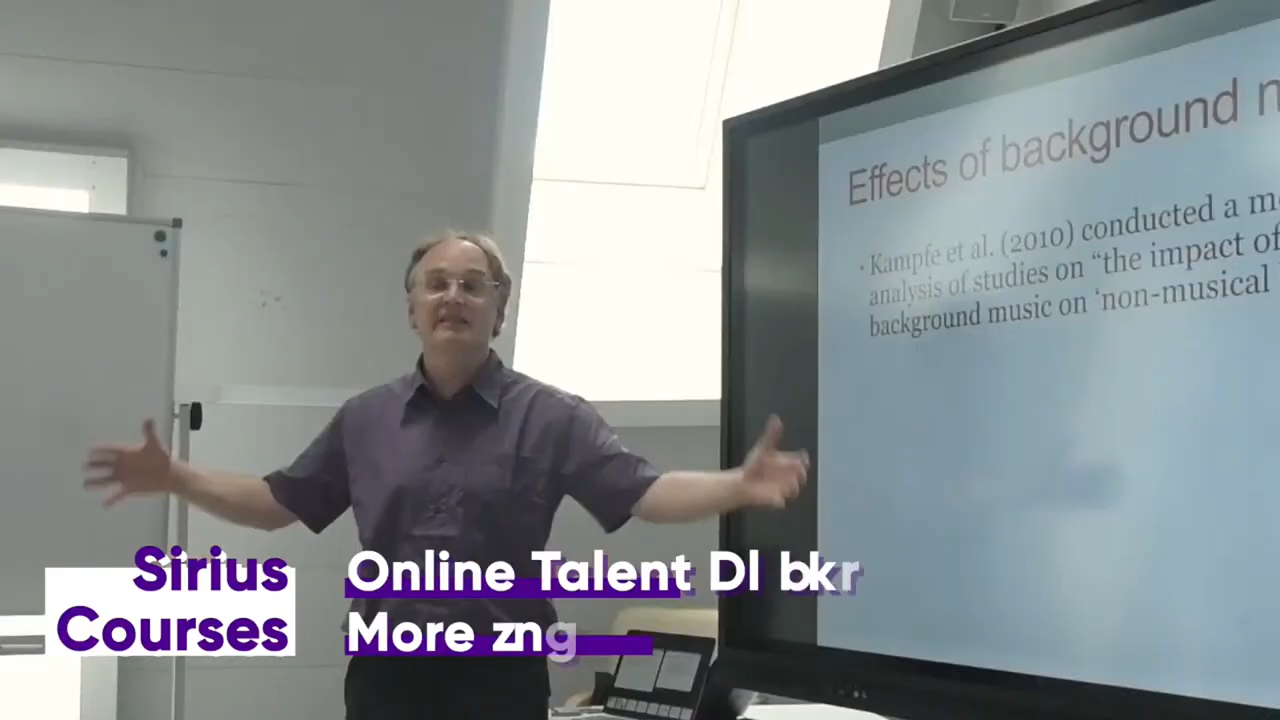 Effects of background
· Kampfe et al. (2010) conducted a
analysis of studies on “the impact of
background music on ‘non-musical
Sirius
Courses
Online Talent Dl bkr
More zng